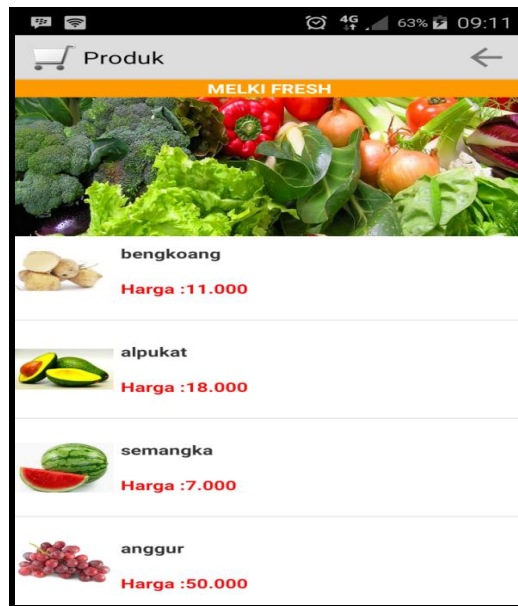 4G 63% 09:11
Produk
MELKI FRESH
bengkoang
Harga :11.000
alpukat
Harga :18.000
semangka
Harga :7.000
anggur
Harga :50.000